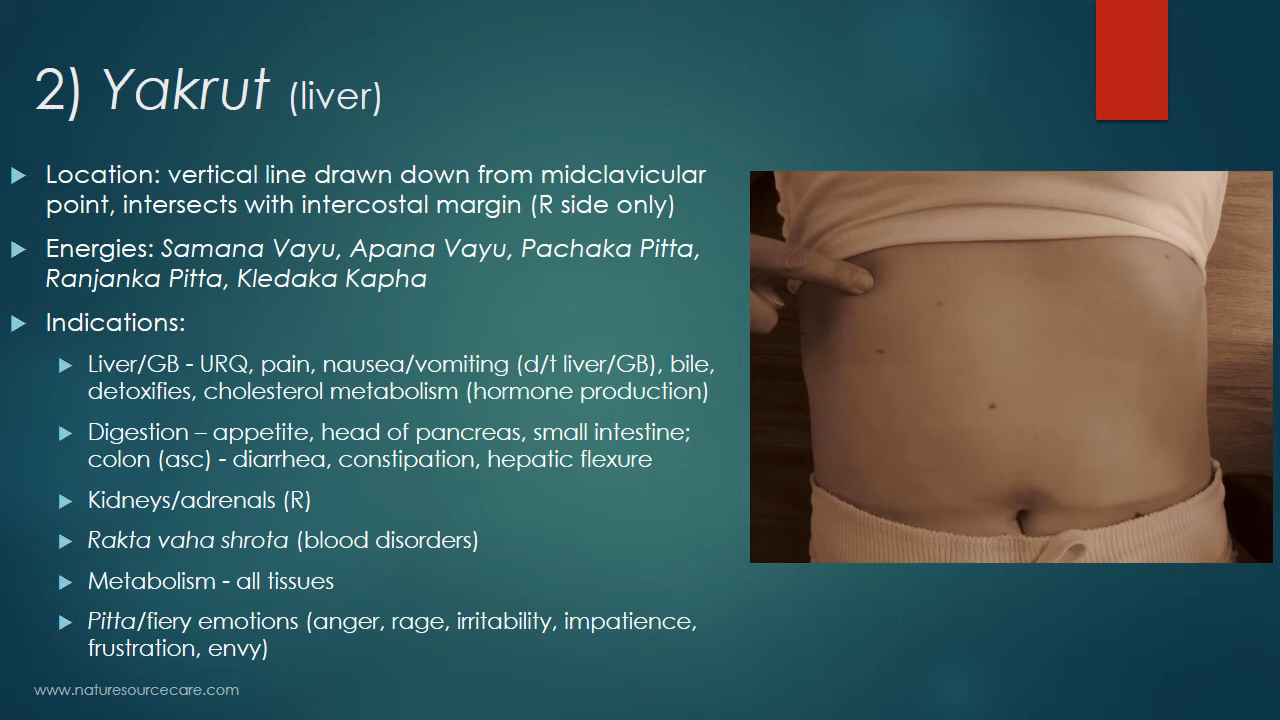 2) Yakrut (liver)
Location: vertical line drawn down from midclavicular
point, intersects with intercostal margin (R side only)
Energies: Samana Vayu, Apana Vayu, Pachaka Pitta,
Ranjanka Pitta, Kledaka Kapha
Indications:
Liver/GB - URQ, pain, nausea/vomiting (d/t liver/GB), bile,
detoxifies, cholesterol metabolism (hormone production)
Digestion – appetite, head of pancreas, small intestine;
colon (asc) - diarrhea, constipation, hepatic flexure
Kidneys/adrenals (R)
Rakta vaha shrota (blood disorders)
Metabolism - all tissues
Pitta/fiery emotions (anger, rage, irritability, impatience,
frustration, envy)
www.naturesourcecare.com